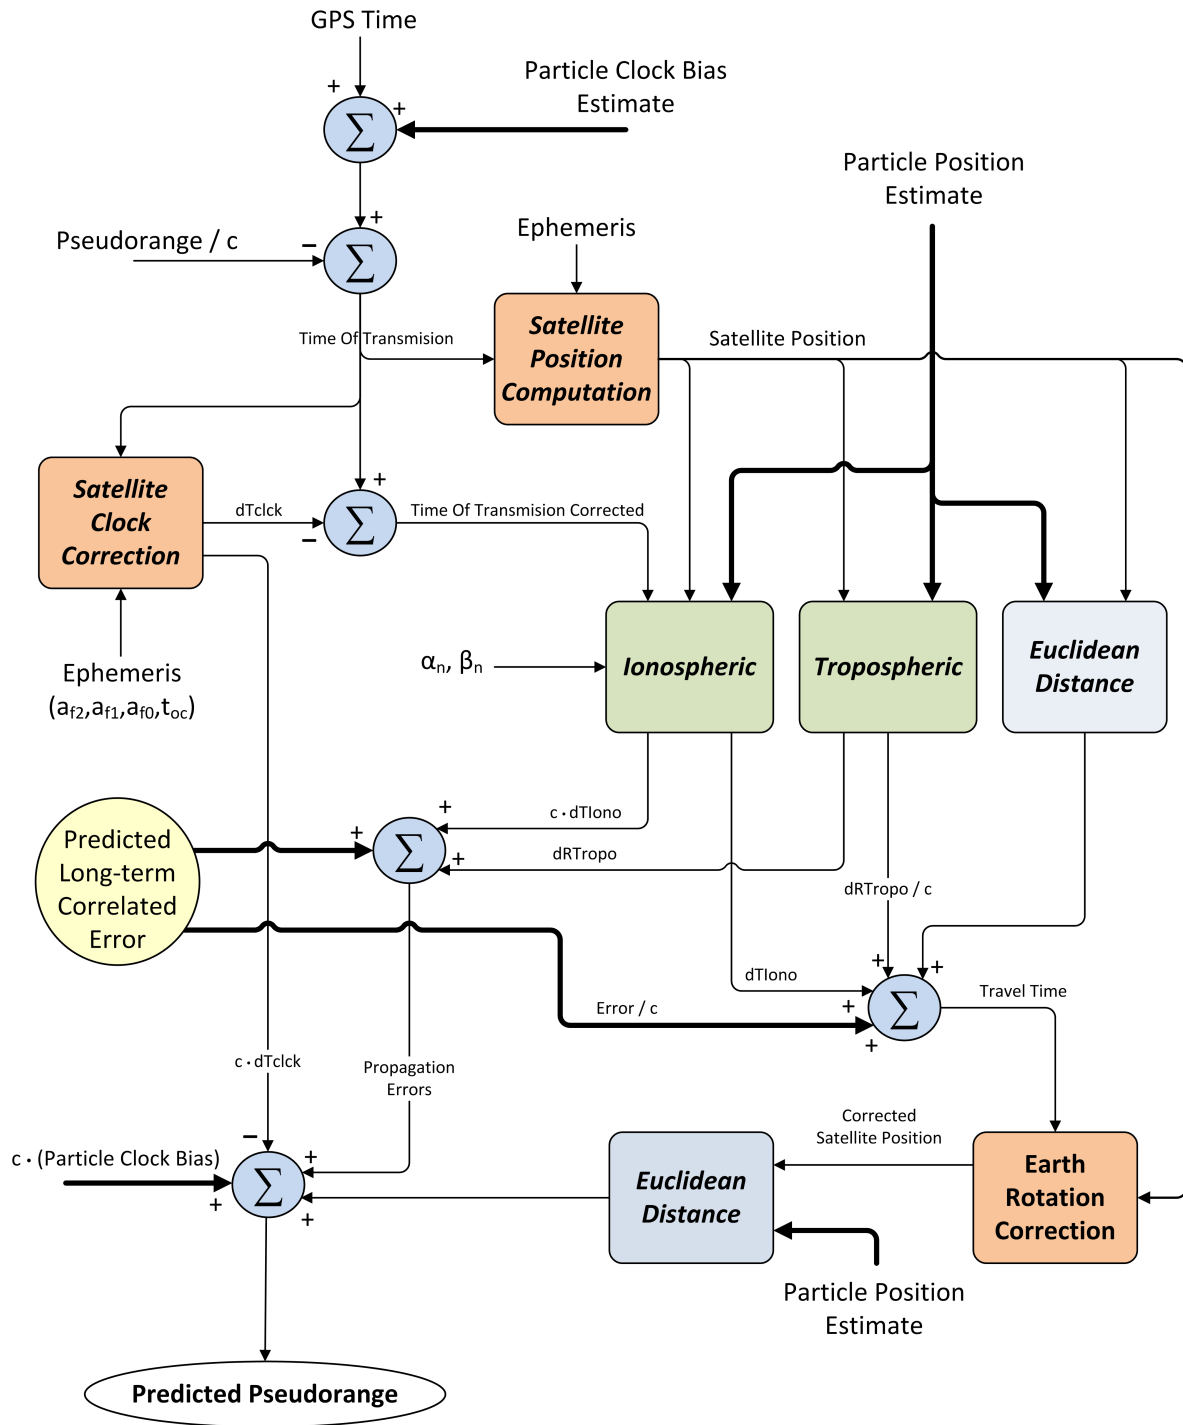 GPS Time
+
+
Particle Clock Bias
Estimate
∑
Particle Position
Estimate
+
Pseudorange / c
−
∑
Ephemeris
Time Of Transmision
Satellite
Position
Computation
Satellite Position
Satellite
Clock
Correction
dTclck
+
−
∑
Time Of Transmision Corrected
Ephemeris
(af2,af1,af0,toc)
αn, βn
Ionospheric
Tropospheric
Euclidean
Distance
Predicted
Long-term
Correlated
Error
+
+
+
∑
c · dTIono
dRTropo
dRTropo / c
dTIono
Error / c
+
+
+
+
∑
Travel Time
c · dTclck
Propagation
Errors
Corrected
Satellite Position
c · (Particle Clock Bias)
−
+
+
+
∑
Euclidean
Distance
Earth
Rotation
Correction
Particle Position
Estimate
Predicted Pseudorange